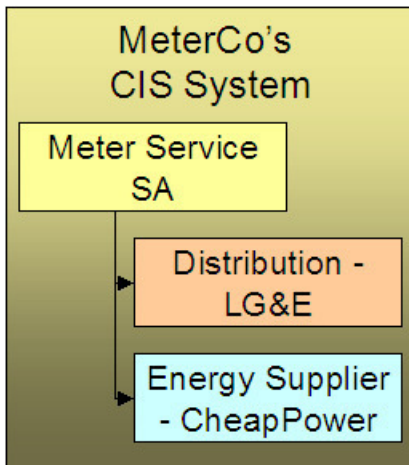 MeterCo's
CIS System
Meter Service
SA
Distribution -
LG&E
Energy Supplier
- CheapPower